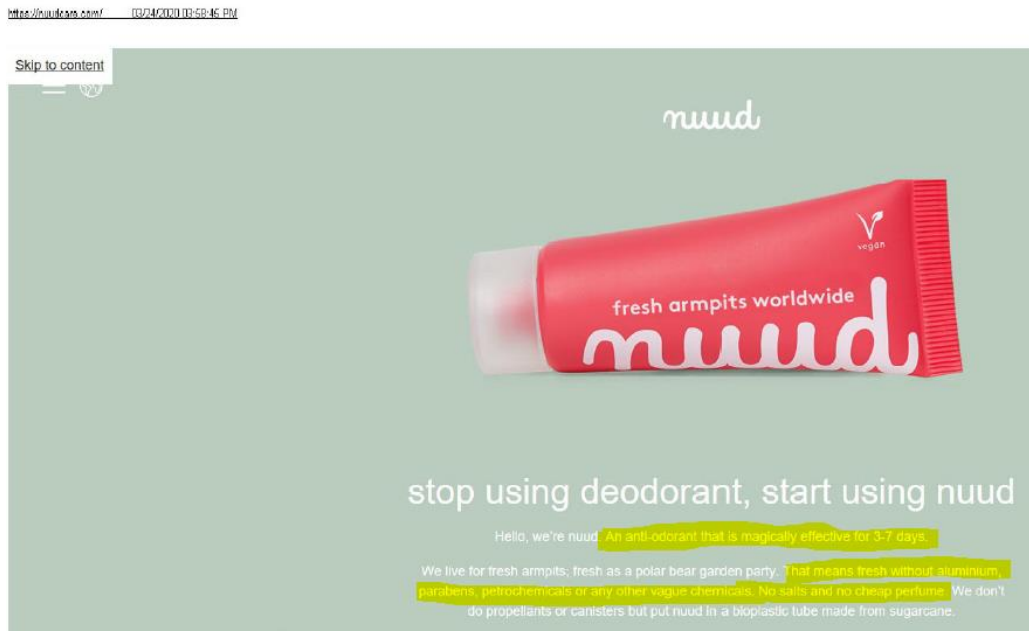 https://nuudcare.com/ 03/24/2020 03:58:46 PM
Skip to content
nuud
vegan
fresh armpits worldwide
nuud
stop using deodorant, start using nuud
Hello, we're nuud. An anti-odorant that is magically effective for 3-7 days.
We live for fresh armpits; fresh as a polar bear garden party. That means fresh without aluminium,
parabens, petrochemicals or any other vague chemicals. No salts and no cheap perfume. We don't
do propellants or canisters but put nuud in a bioplastic tube made from sugarcane.